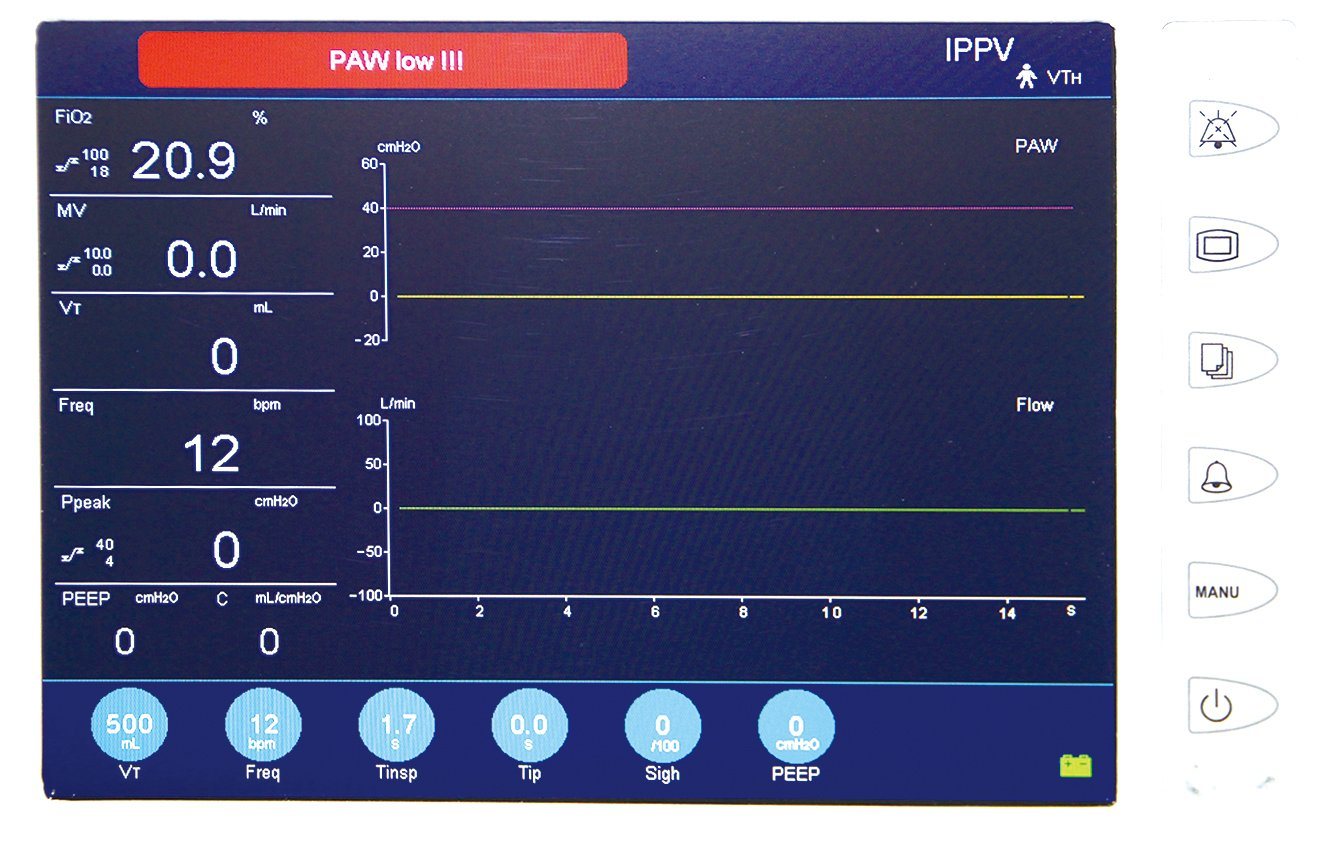 PAW low !!!
IPPV
VTH
FiO2 %
100
18
20.9
MV L/min
10.0
0.0
0.0
VT mL
0
Freq bpm
12
Ppeak cmH2O
40
4
0
PEEP cmH2O C mL/cmH2O
0 0
cmH2O
PAW
60
40
20
0
-20
L/min
Flow
100
50
0
-50
-100
0 2 4 6 8 10 12 14 s
500 12 1.7 0.0 0 0
mL bpm s s /100 cmH2O
VT Freq Tinsp Tip Sigh PEEP
MANU